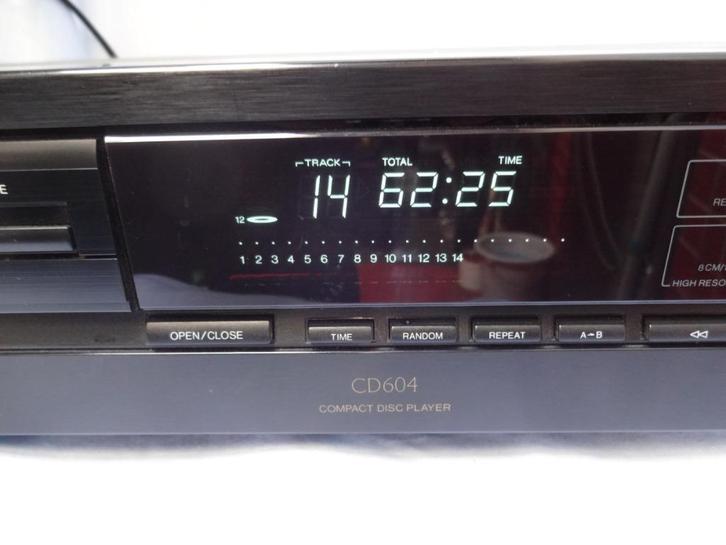 TRACK TOTAL TIME
14 62:25
12
1 2 3 4 5 6 7 8 9 10 11 12 13 14
8CM/
HIGH RESO
OPEN/CLOSE TIME RANDOM REPEAT A-B
CD604
COMPACT DISC PLAYER